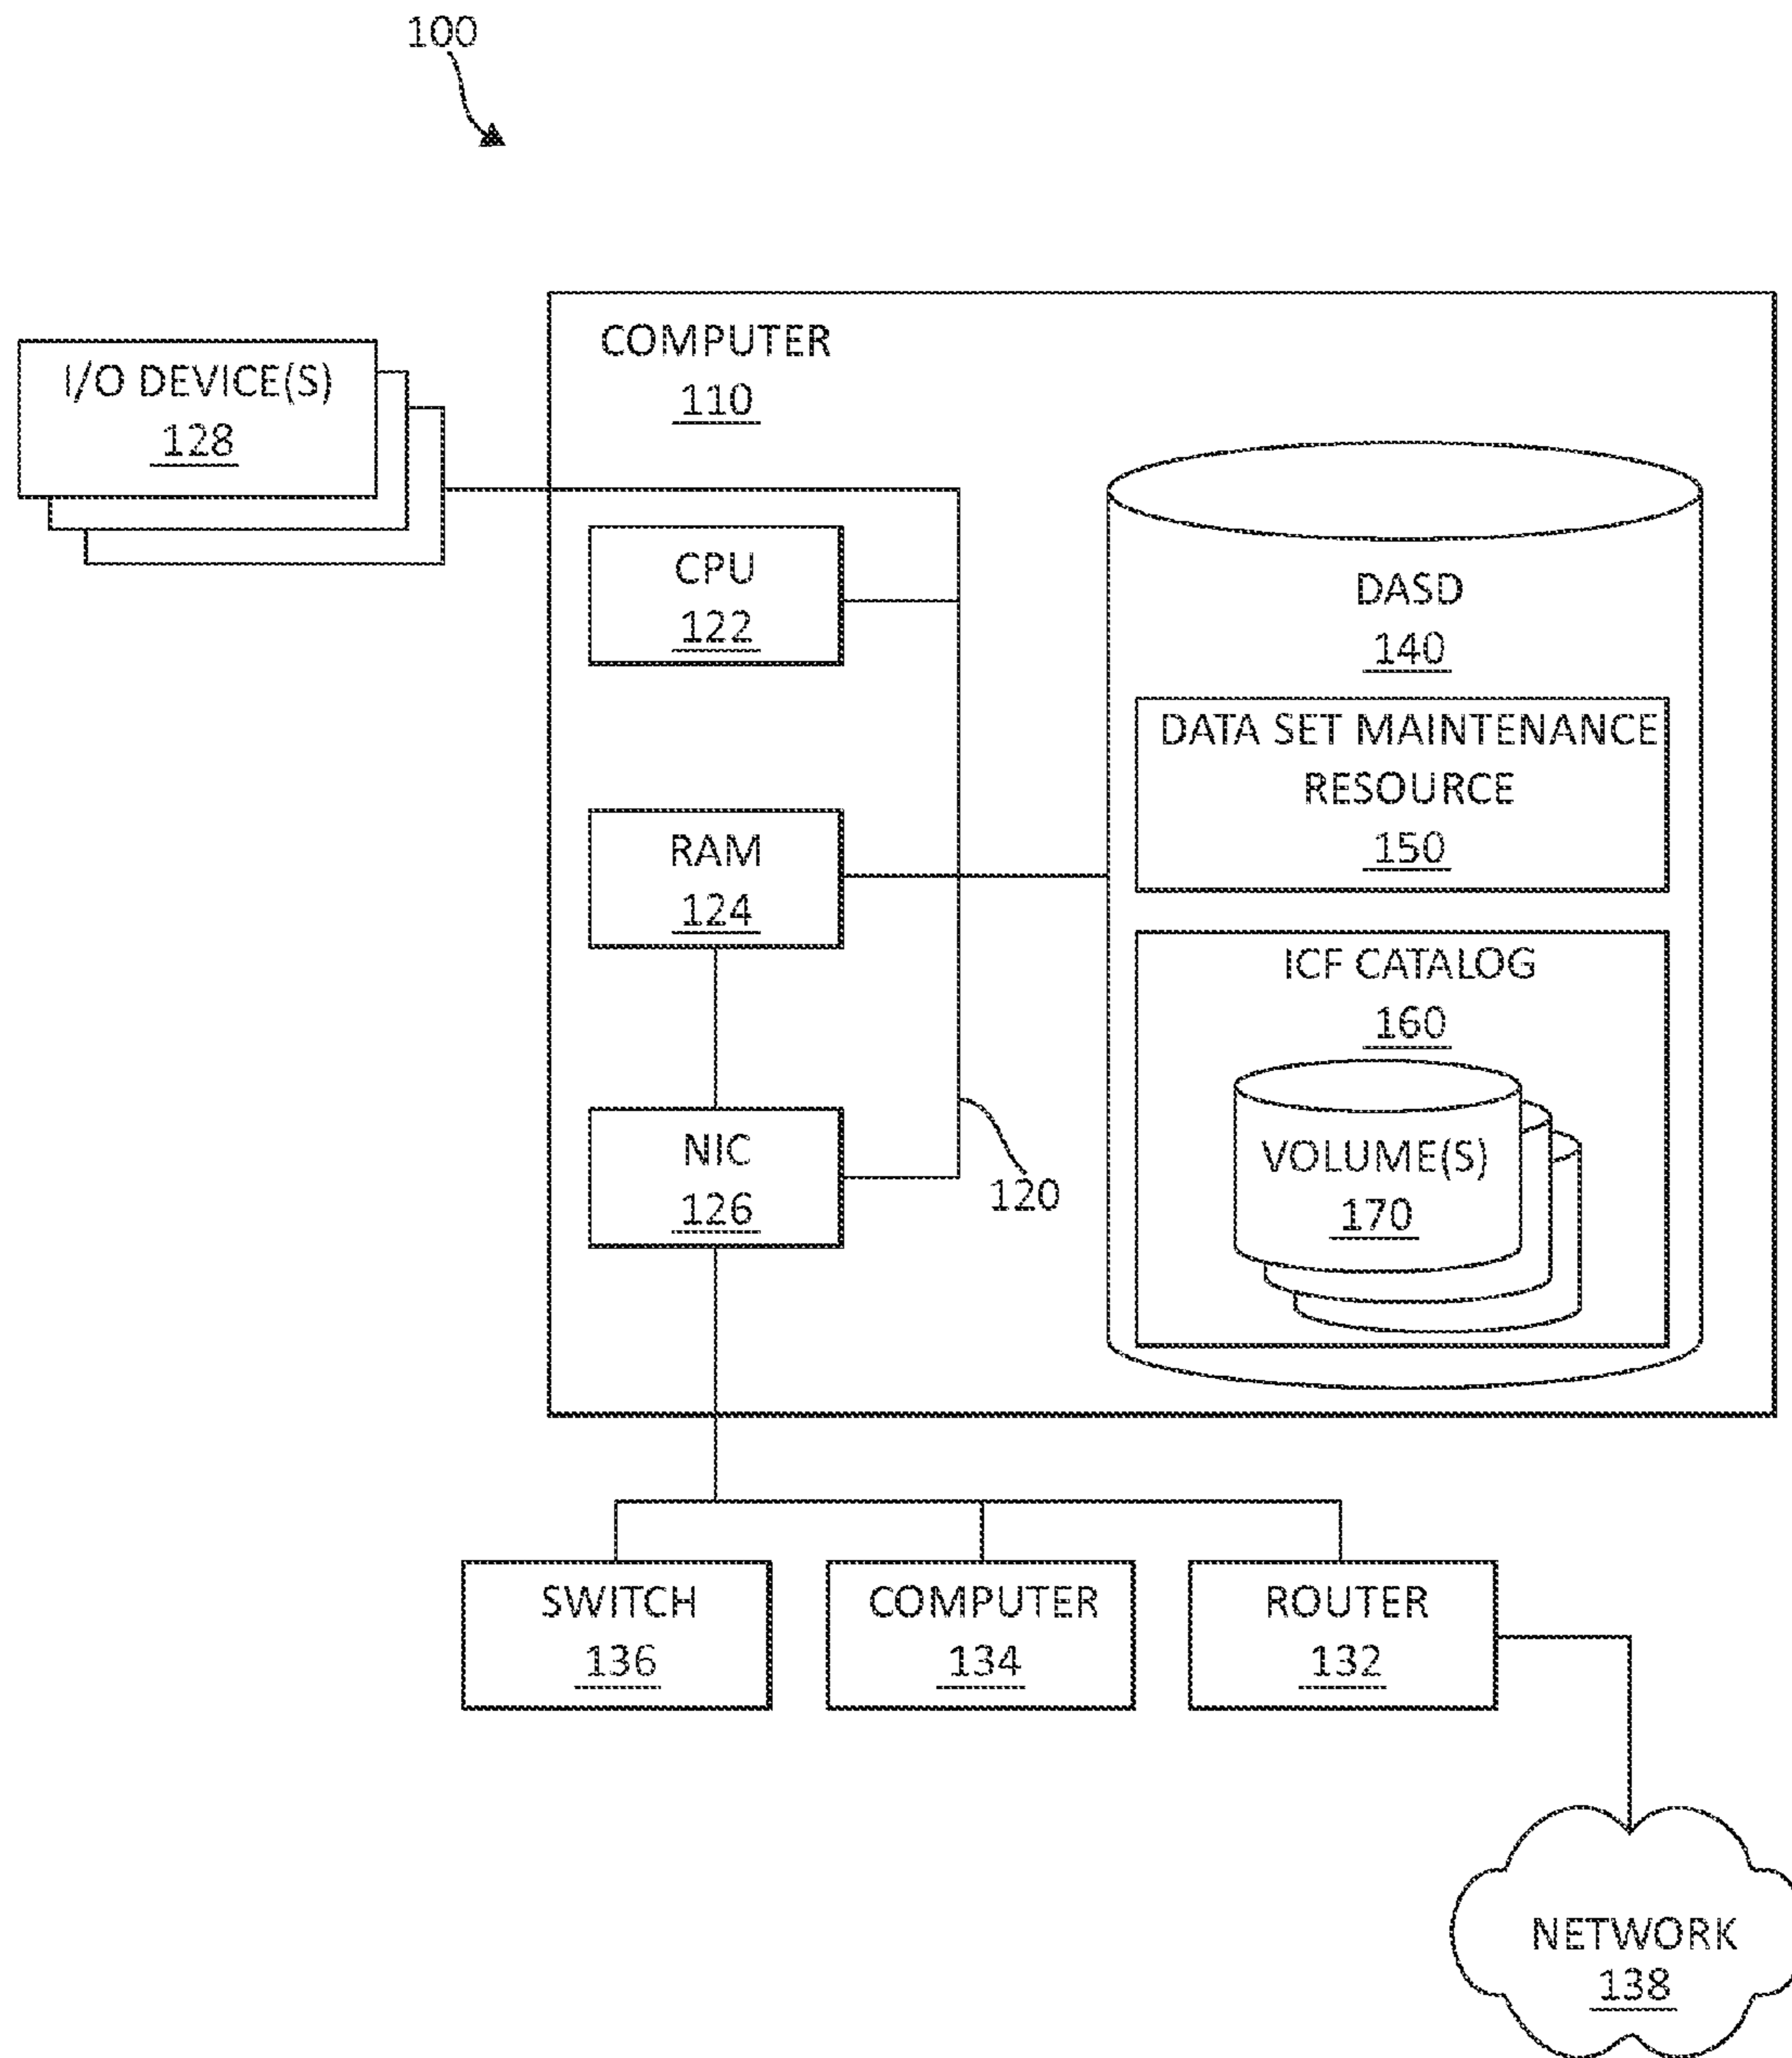 100
COMPUTER
110
I/O DEVICE(S)
128
CPU
122
RAM
124
NIC
126
120
DASD
140
DATA SET MAINTENANCE
RESOURCE
150
ICF CATALOG
160
VOLUME(S)
170
SWITCH
136
COMPUTER
134
ROUTER
132
NETWORK
138